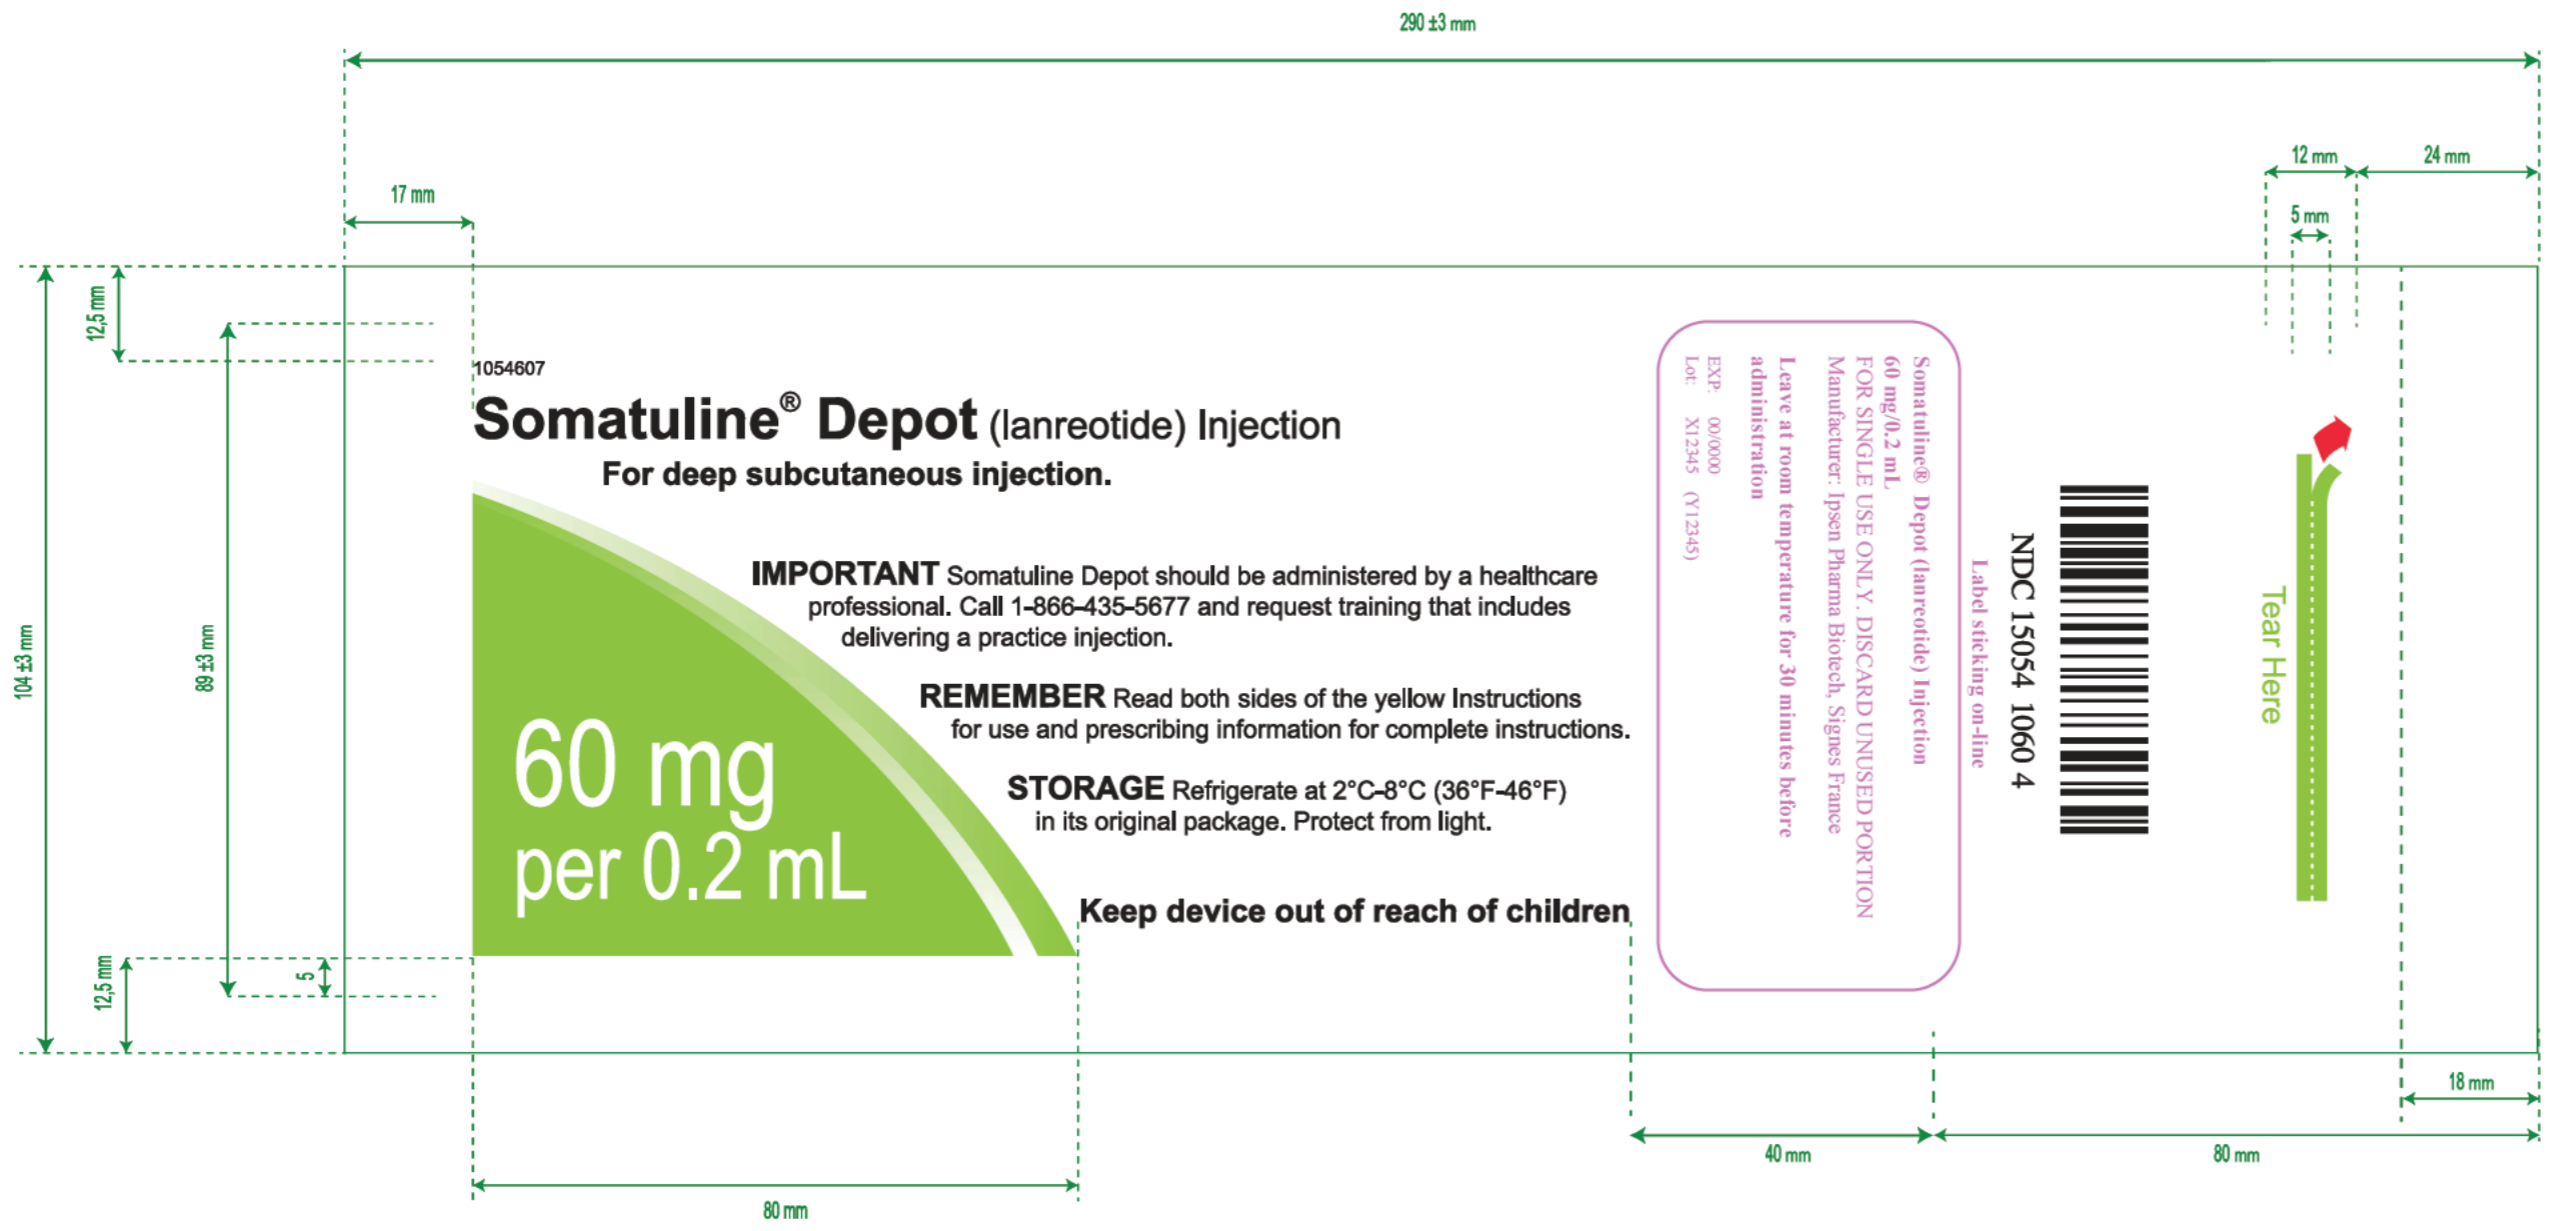 290 ±3 mm
12 mm
24 mm
17 mm
5 mm
12,5 mm
104 ±3 mm
89 ±3 mm
12,5 mm
5
1054607
Somatuline® Depot (lanreotide) Injection
For deep subcutaneous injection.
IMPORTANT Somatuline Depot should be administered by a healthcare
professional. Call 1-866-435-5677 and request training that includes
delivering a practice injection.
REMEMBER Read both sides of the yellow Instructions
for use and prescribing information for complete instructions.
STORAGE Refrigerate at 2°C-8°C (36°F-46°F)
in its original package. Protect from light.
Keep device out of reach of children
60 mg
per 0.2 mL
Somatuline® Depot (lanreotide) Injection
60 mg/0.2 mL
FOR SINGLE USE ONLY. DISCARD UNUSED PORTION
Manufacturer: Ipsen Pharma Biotech, Signes France
Leave at room temperature for 30 minutes before
administration
EXP: 00/0000
Lot: X12345 (Y12345)
Label sticking on-line
NDC 15054 1060 4
Tear Here
18 mm
40 mm
80 mm
80 mm